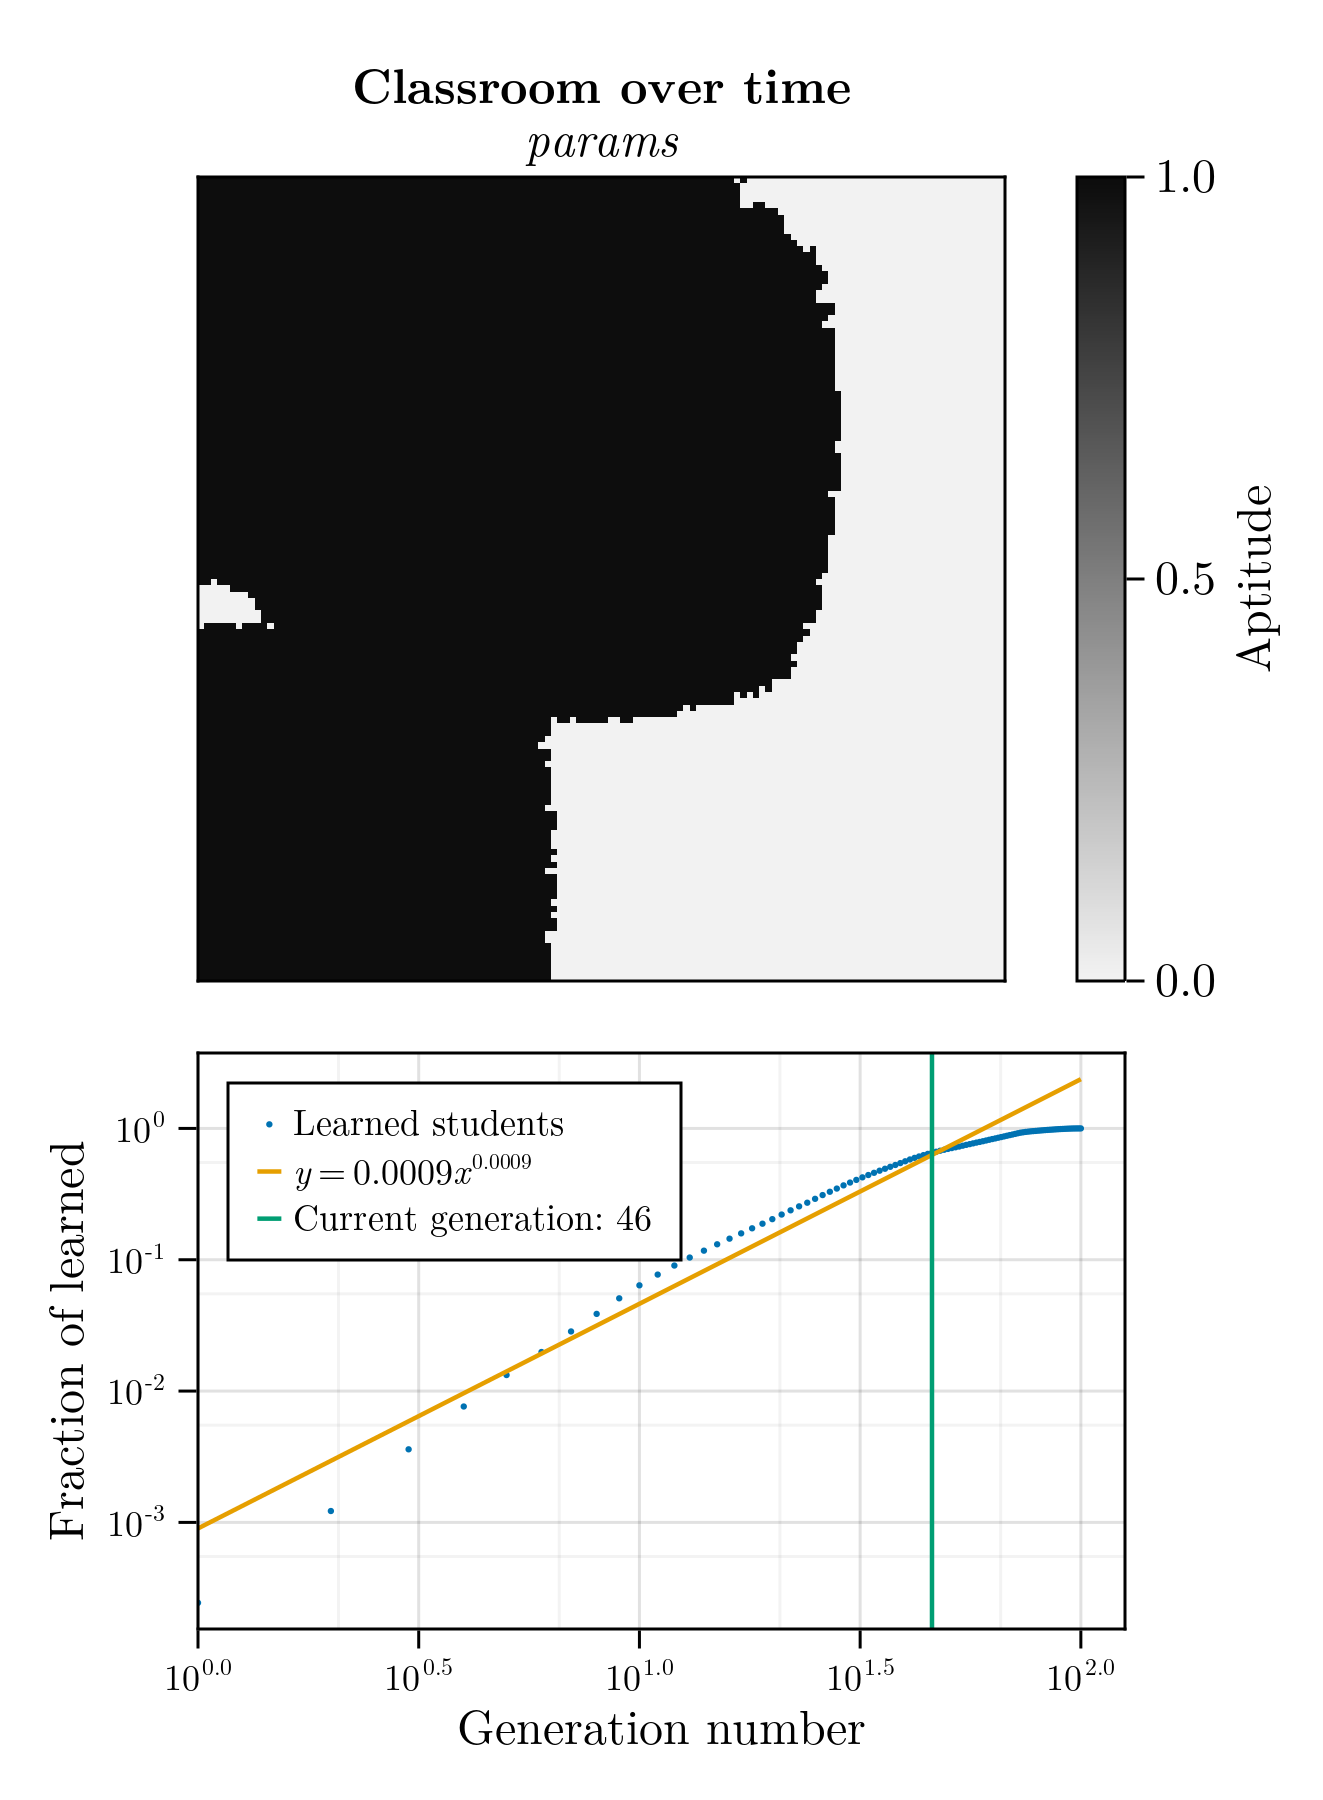 Classroom over time
params
1.0
0.5
0.0
Aptitude
Learned students
y = 0.0009x^0.0009
Current generation: 46
10^0
10^-1
10^-2
10^-3
Fraction of learned
10^0.0 10^0.5 10^1.0 10^1.5 10^2.0
Generation number